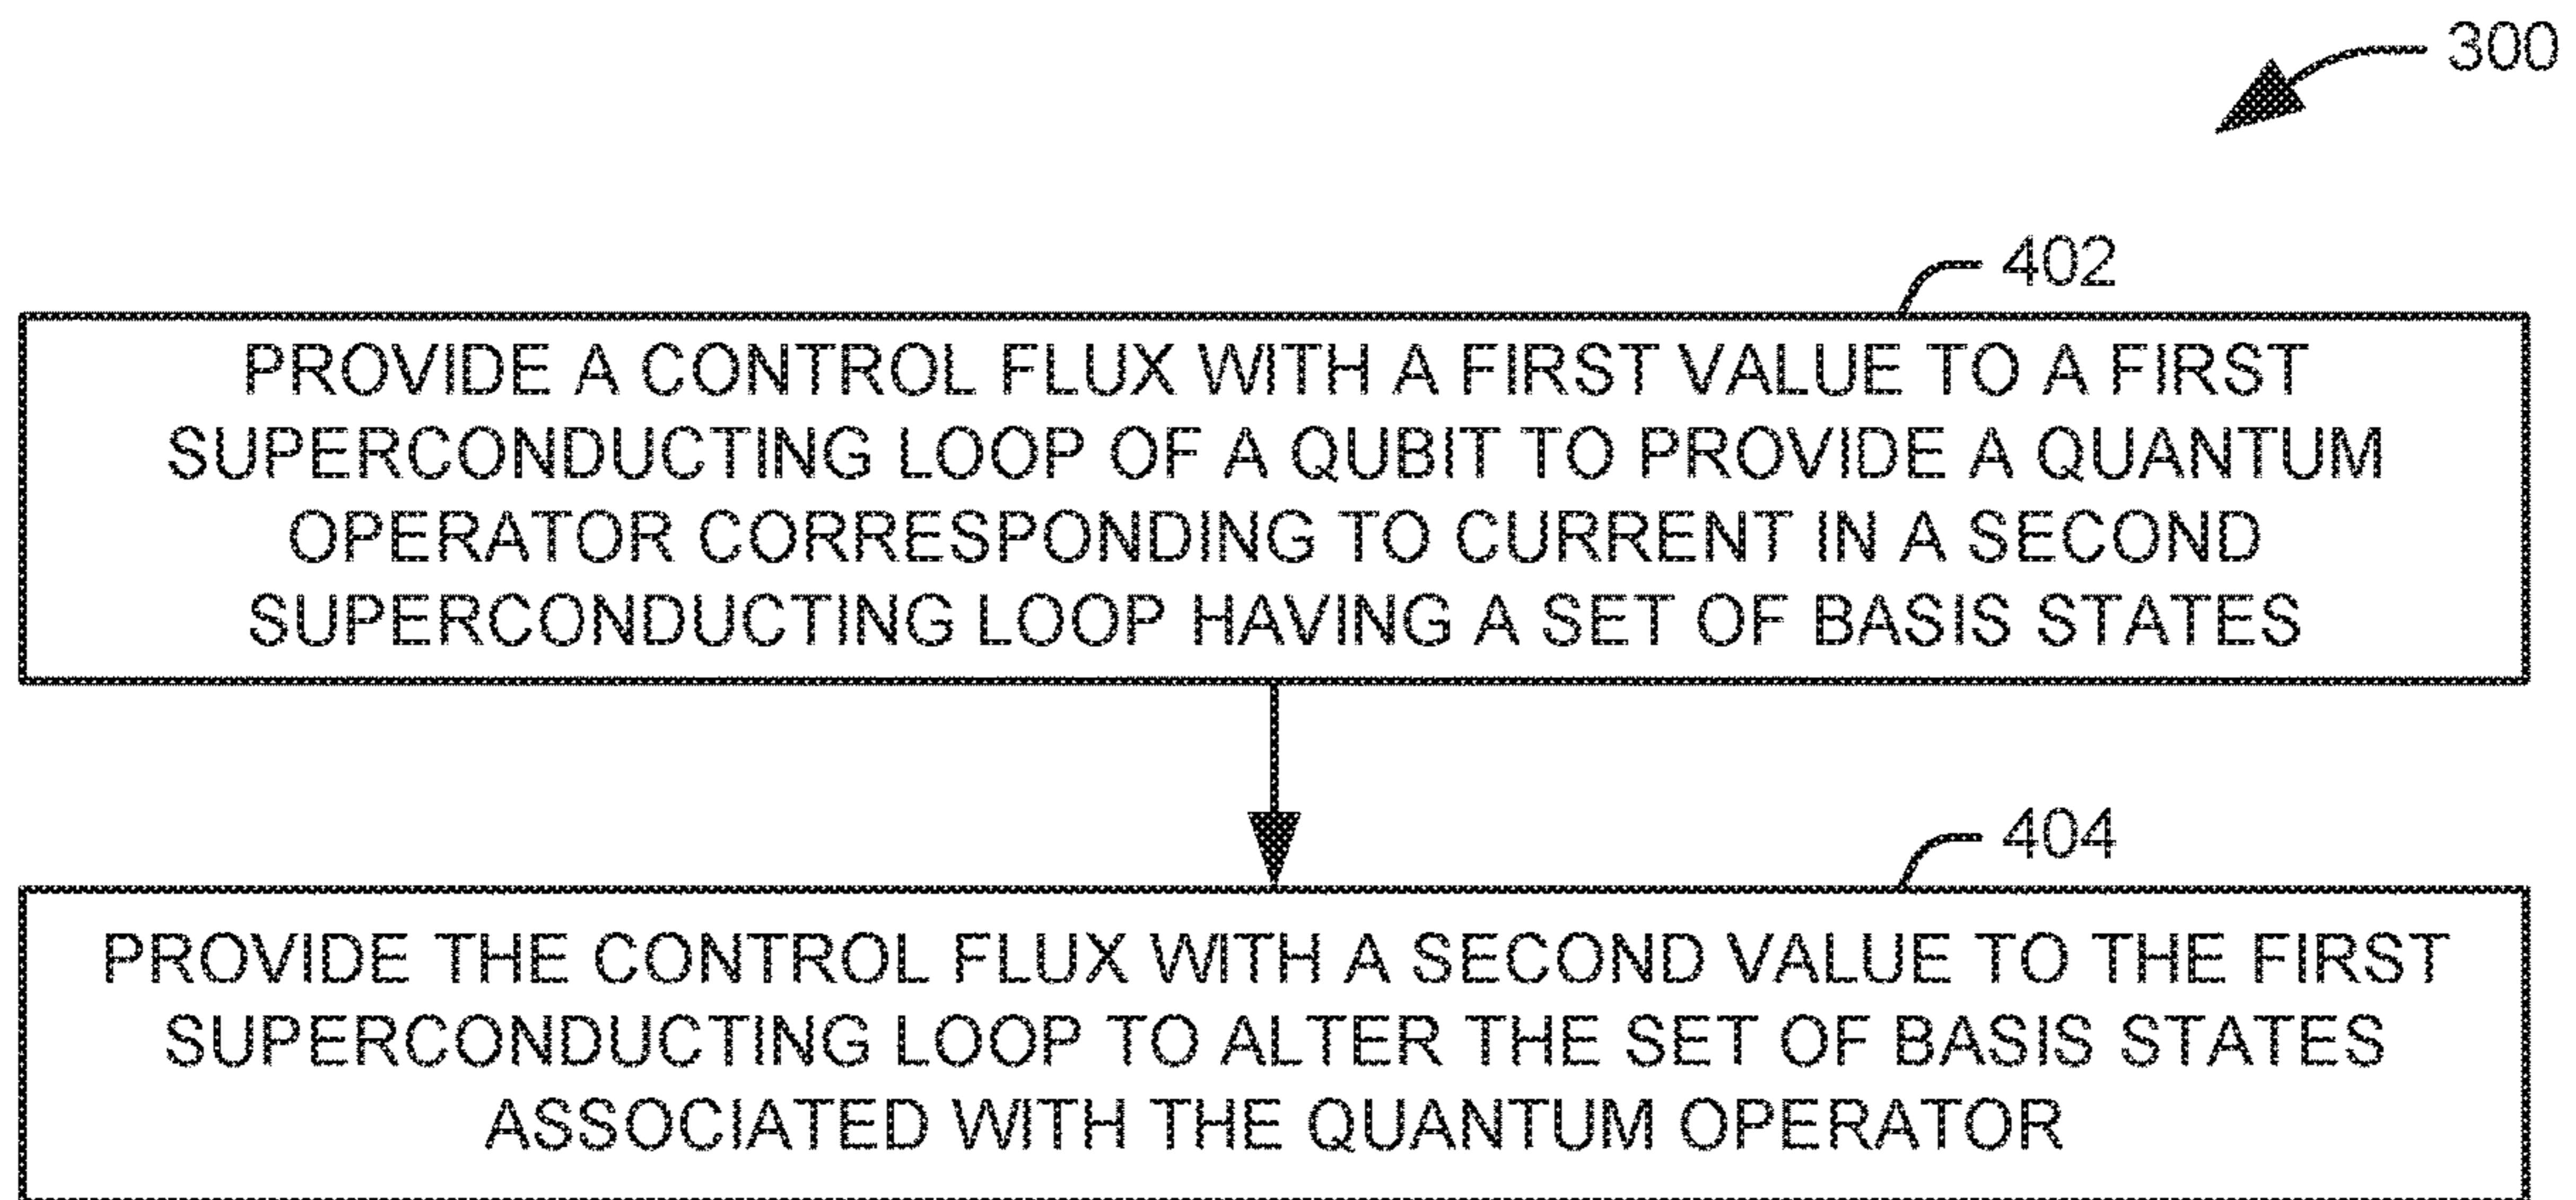 300
402
PROVIDE A CONTROL FLUX WITH A FIRST VALUE TO A FIRST
SUPERCONDUCTING LOOP OF A QUBIT TO PROVIDE A QUANTUM
OPERATOR CORRESPONDING TO CURRENT IN A SECOND
SUPERCONDUCTING LOOP HAVING A SET OF BASIS STATES
404
PROVIDE THE CONTROL FLUX WITH A SECOND VALUE TO THE FIRST
SUPERCONDUCTING LOOP TO ALTER THE SET OF BASIS STATES
ASSOCIATED WITH THE QUANTUM OPERATOR